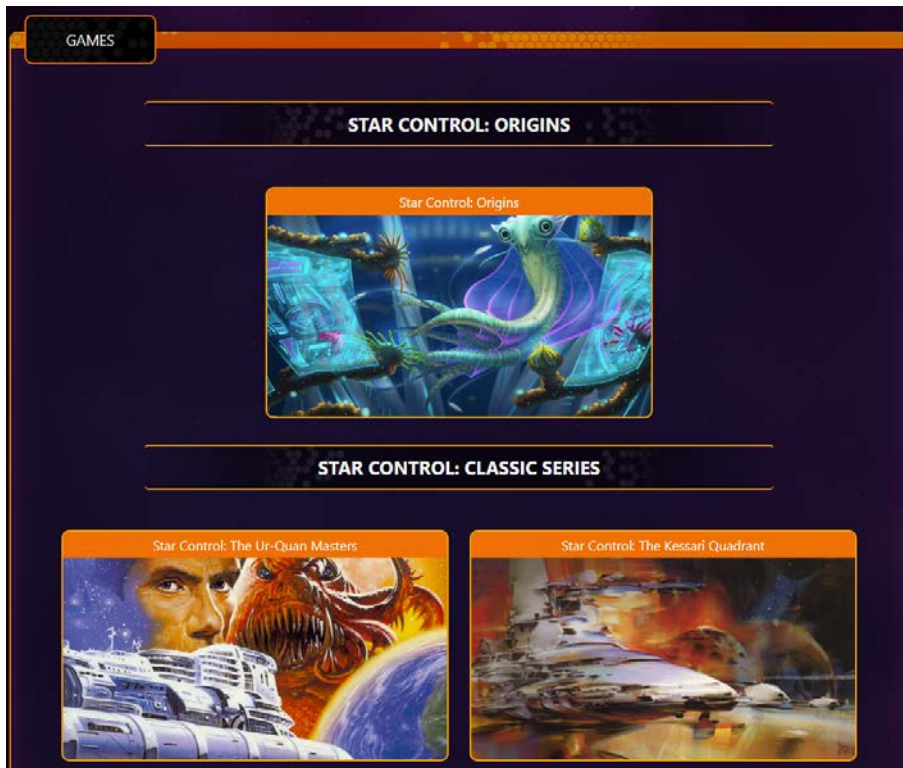 GAMES
STAR CONTROL: ORIGINS
Star Control: Origins
STAR CONTROL: CLASSIC SERIES
Star Control: The Ur-Quan Masters
Star Control: The Kessari Quadrant